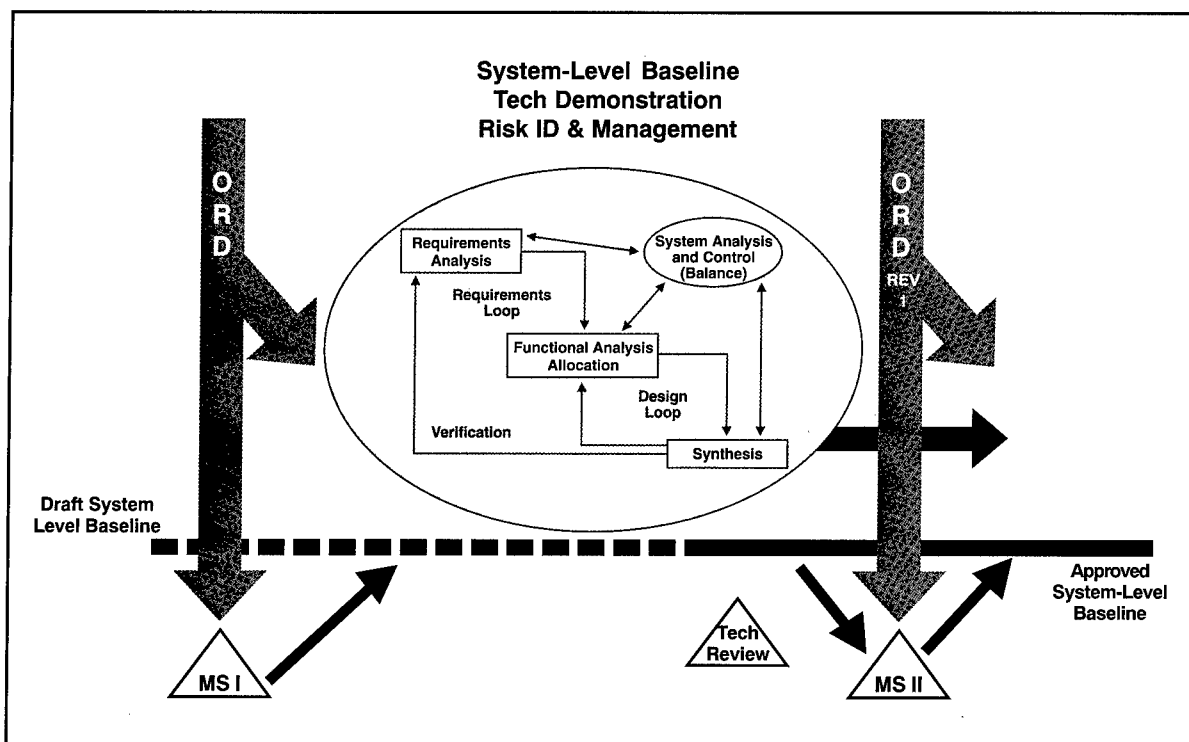 System-Level Baseline
Tech Demonstration
Risk ID & Management
O
R
D
O
R
D
REV
1
Requirements
Analysis
System Analysis
and Control
(Balance)
Requirements
Loop
Functional Analysis
Allocation
Design
Loop
Verification
Synthesis
Draft System
Level Baseline
Approved
System-Level
Baseline
MS I
Tech
Review
MS II